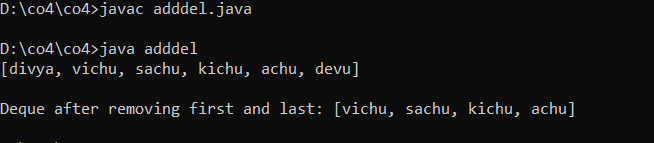 D:\co4\co4>javac adddel.java
D:\co4\co4>java adddel
[divya, vichu, sachu, kichu, achu, devu]
Deque after removing first and last: [vichu, sachu, kichu, achu]